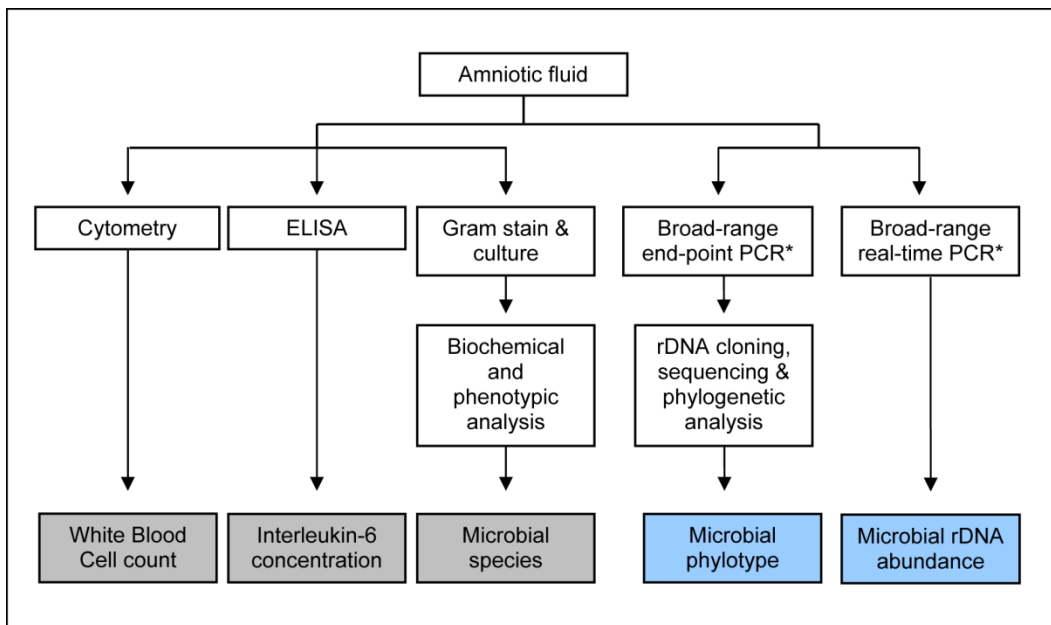 Amniotic fluid
Cytometry
ELISA
Gram stain &
culture
Broad-range
end-point PCR*
Broad-range
real-time PCR*
Biochemical
and
phenotypic
analysis
rDNA cloning,
sequencing &
phylogenetic
analysis
White Blood
Cell count
Interleukin-6
concentration
Microbial
species
Microbial
phylotype
Microbial rDNA
abundance